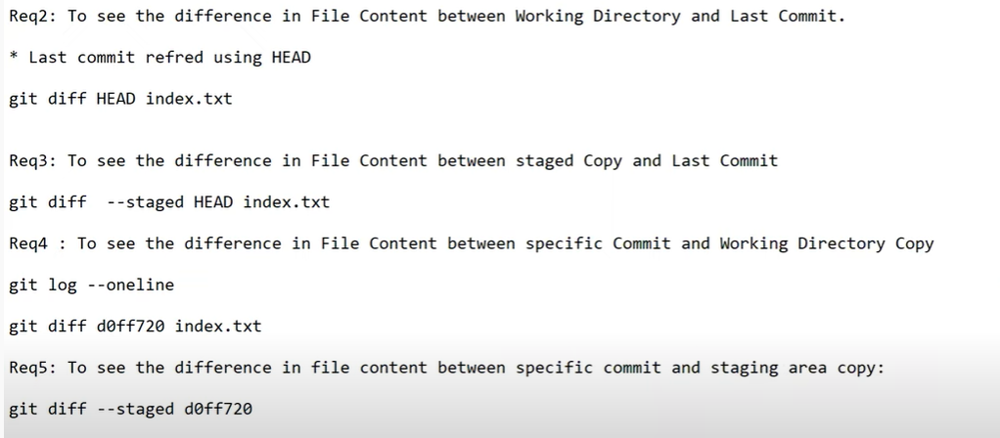 Req2: To see the difference in File Content between Working Directory and Last Commit.
* Last commit refred using HEAD
git diff HEAD index.txt
Req3: To see the difference in File Content between staged Copy and Last Commit
git diff  --staged HEAD index.txt
Req4 : To see the difference in File Content between specific Commit and Working Directory Copy
git log --oneline
git diff d0ff720 index.txt
Req5: To see the difference in file content between specific commit and staging area copy:
git diff --staged d0ff720